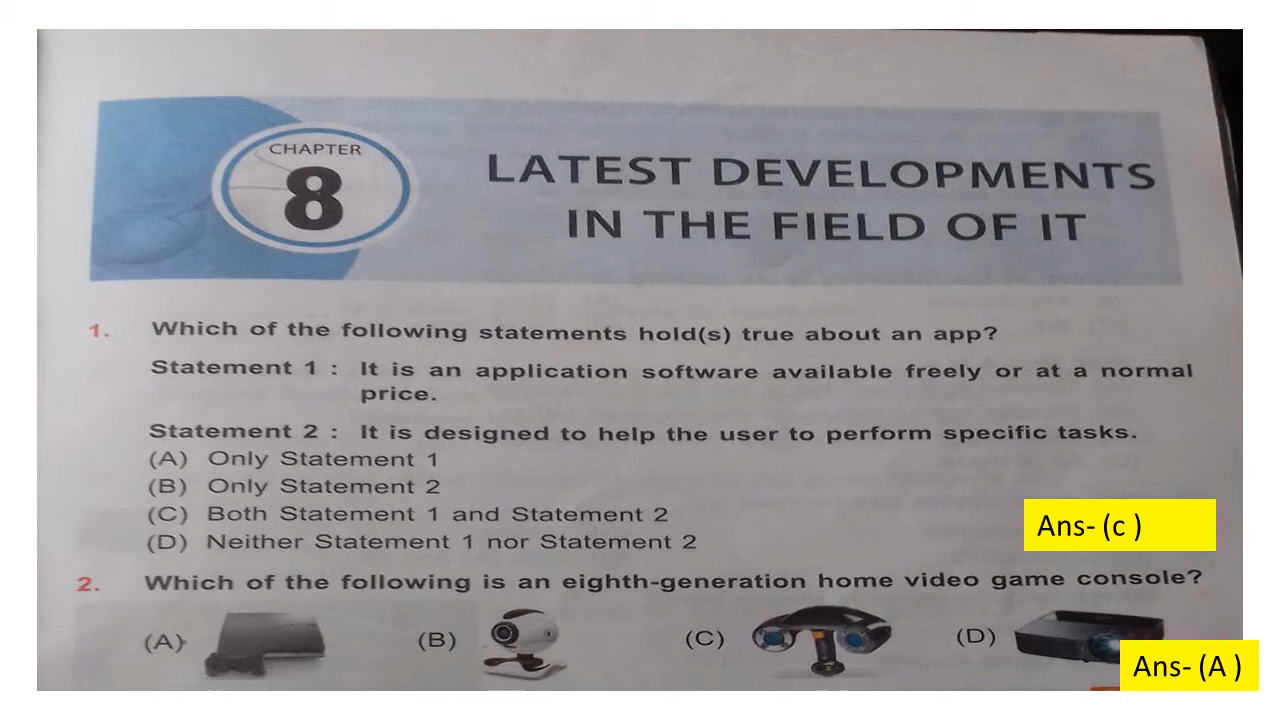 CHAPTER
8
LATEST DEVELOPMENTS
IN THE FIELD OF IT
1. Which of the following statements hold(s) true about an app?
Statement 1 : It is an application software available freely or at a normal
price.
Statement 2 : It is designed to help the user to perform specific tasks.
(A) Only Statement 1
(B) Only Statement 2
(C) Both Statement 1 and Statement 2
(D) Neither Statement 1 nor Statement 2
Ans- (c )
2. Which of the following is an eighth-generation home video game console?
(A) (B) (C) (D)
Ans- (A )